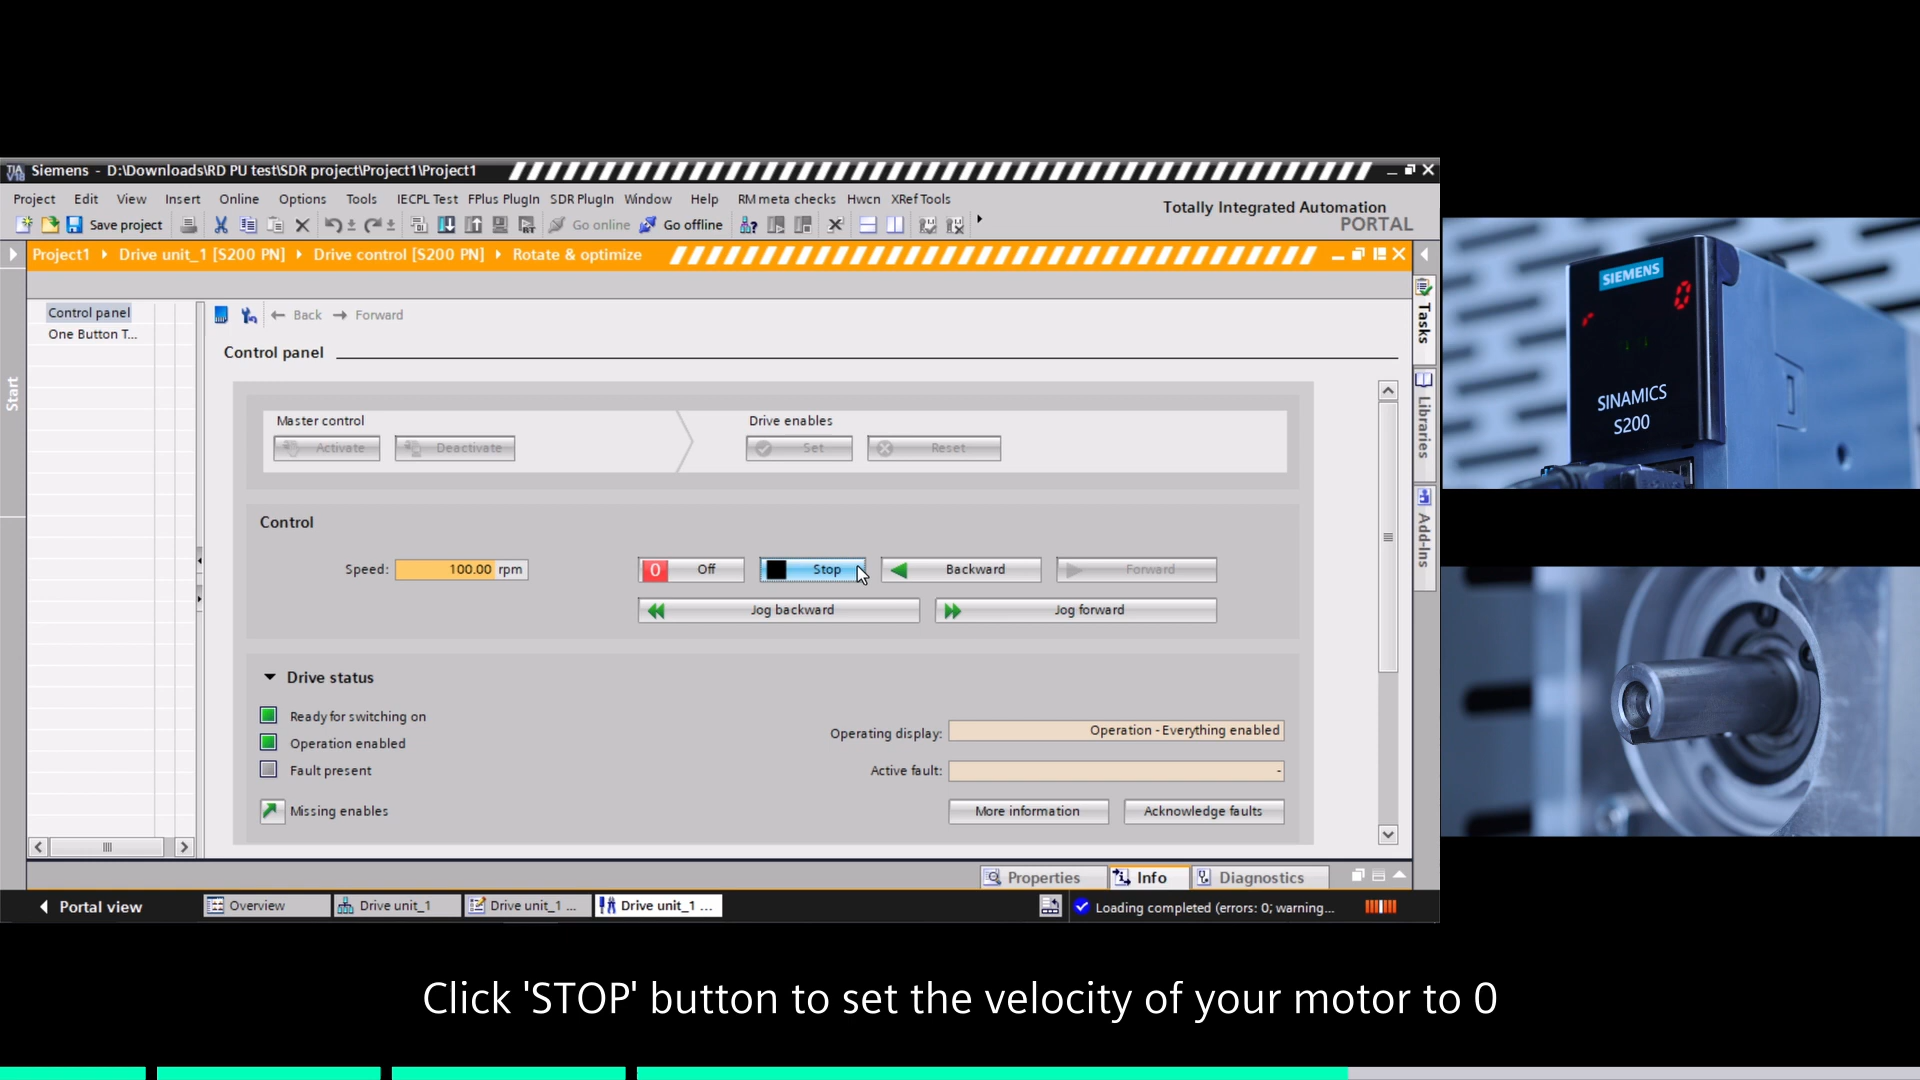 Siemens - D:\Downloads\RD PU test\SDR project\Project1\Project1
Project Edit View Insert Online Options Tools IECPL Test FPlus PlugIn SDR PlugIn Window Help RM meta checks Hwcn XRef Tools
Totally Integrated Automation
PORTAL
Save project Go online Go offline
Project1 Drive unit_1 [S200 PN] Drive control [S200 PN] Rotate & optimize
Start
Control panel
One Button T...
Back Forward
Control panel
Master control
Activate Deactivate
Drive enables
Set Reset
Control
Speed: 100.00 rpm
0 Off Stop Backward Forward
Jog backward Jog forward
Drive status
Ready for switching on
Operation enabled
Fault present
Missing enables
Operating display: Operation - Everything enabled
Active fault: -
More information Acknowledge faults
Tasks
Libraries
Add-Ins
Properties Info Diagnostics
Portal view Overview Drive unit_1 Drive unit_1 ... Drive unit_1 ... Loading completed (errors: 0; warning...
SIEMENS
r 0
SINAMICS
S200
Click 'STOP' button to set the velocity of your motor to 0